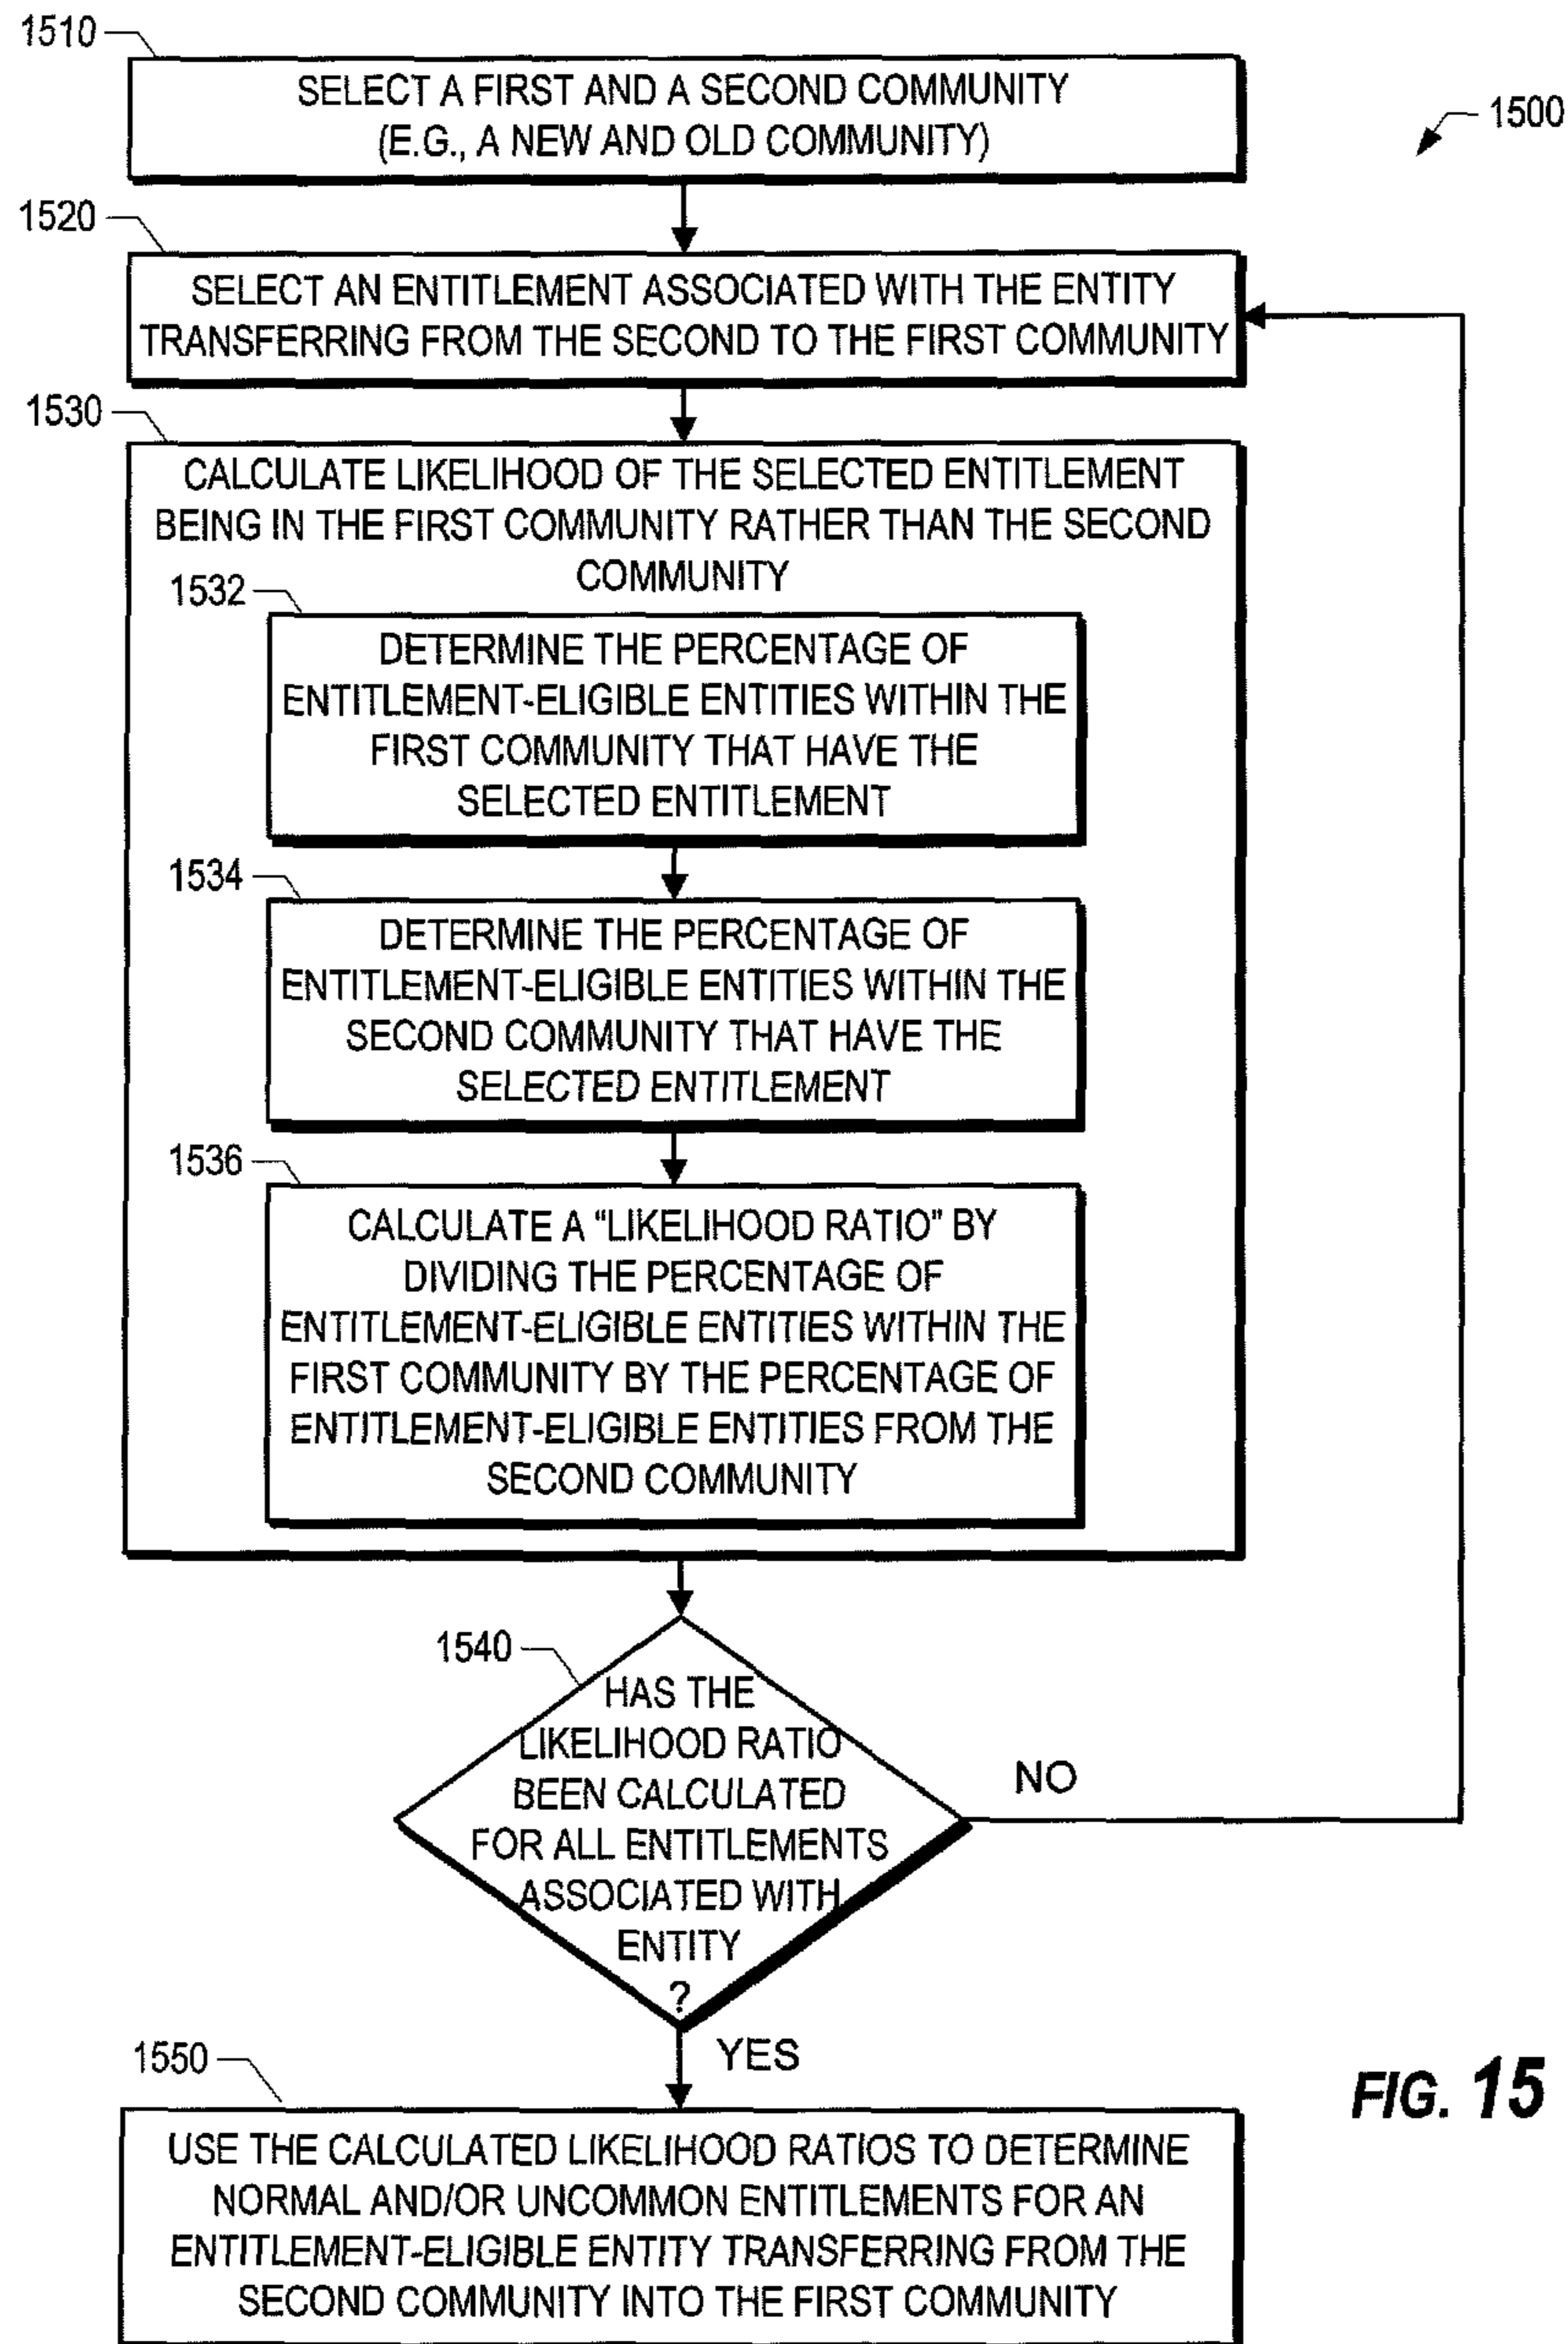 1510
SELECT A FIRST AND A SECOND COMMUNITY
(E.G., A NEW AND OLD COMMUNITY)
1500
1520
SELECT AN ENTITLEMENT ASSOCIATED WITH THE ENTITY
TRANSFERRING FROM THE SECOND TO THE FIRST COMMUNITY
1530
CALCULATE LIKELIHOOD OF THE SELECTED ENTITLEMENT
BEING IN THE FIRST COMMUNITY RATHER THAN THE SECOND
COMMUNITY
1532
DETERMINE THE PERCENTAGE OF
ENTITLEMENT-ELIGIBLE ENTITIES WITHIN THE
FIRST COMMUNITY THAT HAVE THE
SELECTED ENTITLEMENT
1534
DETERMINE THE PERCENTAGE OF
ENTITLEMENT-ELIGIBLE ENTITIES WITHIN THE
SECOND COMMUNITY THAT HAVE THE
SELECTED ENTITLEMENT
1536
CALCULATE A "LIKELIHOOD RATIO" BY
DIVIDING THE PERCENTAGE OF
ENTITLEMENT-ELIGIBLE ENTITIES WITHIN THE
FIRST COMMUNITY BY THE PERCENTAGE OF
ENTITLEMENT-ELIGIBLE ENTITIES FROM THE
SECOND COMMUNITY
1540
HAS THE
LIKELIHOOD RATIO
BEEN CALCULATED
FOR ALL ENTITLEMENTS
ASSOCIATED WITH
ENTITY
?
NO
YES
1550
USE THE CALCULATED LIKELIHOOD RATIOS TO DETERMINE
NORMAL AND/OR UNCOMMON ENTITLEMENTS FOR AN
ENTITLEMENT-ELIGIBLE ENTITY TRANSFERRING FROM THE
SECOND COMMUNITY INTO THE FIRST COMMUNITY
FIG. 15